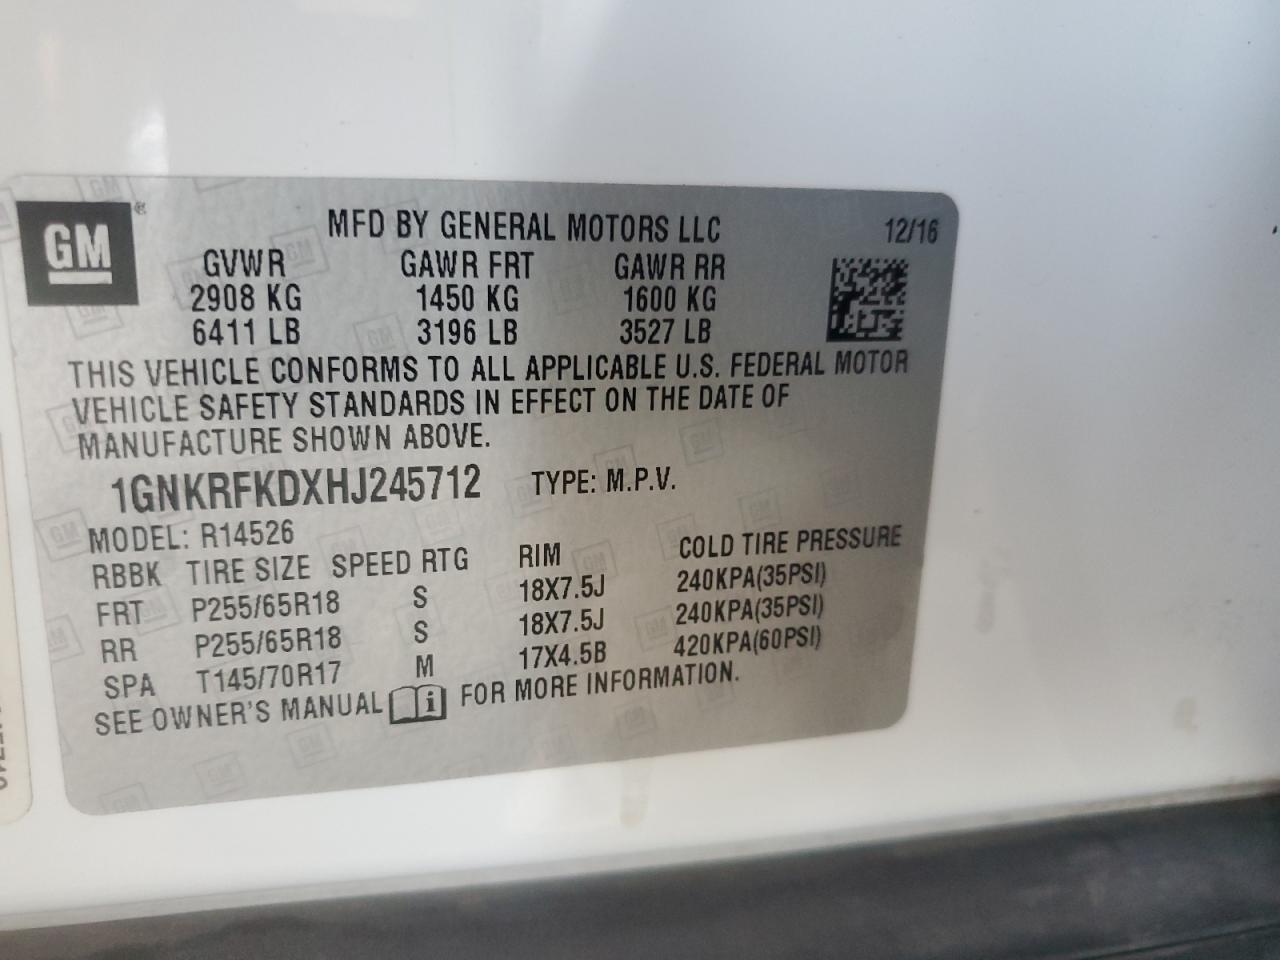 GM ®
MFD BY GENERAL MOTORS LLC 12/16
GVWR GAWR FRT GAWR RR
2908 KG 1450 KG 1600 KG
6411 LB 3196 LB 3527 LB
THIS VEHICLE CONFORMS TO ALL APPLICABLE U.S. FEDERAL MOTOR
VEHICLE SAFETY STANDARDS IN EFFECT ON THE DATE OF
MANUFACTURE SHOWN ABOVE.
1GNKRFKDXHJ245712 TYPE: M.P.V.
MODEL: R14526
RBBK TIRE SIZE SPEED RTG RIM COLD TIRE PRESSURE
FRT P255/65R18 S 18X7.5J 240KPA(35PSI)
RR P255/65R18 S 18X7.5J 240KPA(35PSI)
SPA T145/70R17 M 17X4.5B 420KPA(60PSI)
SEE OWNER'S MANUAL i FOR MORE INFORMATION.